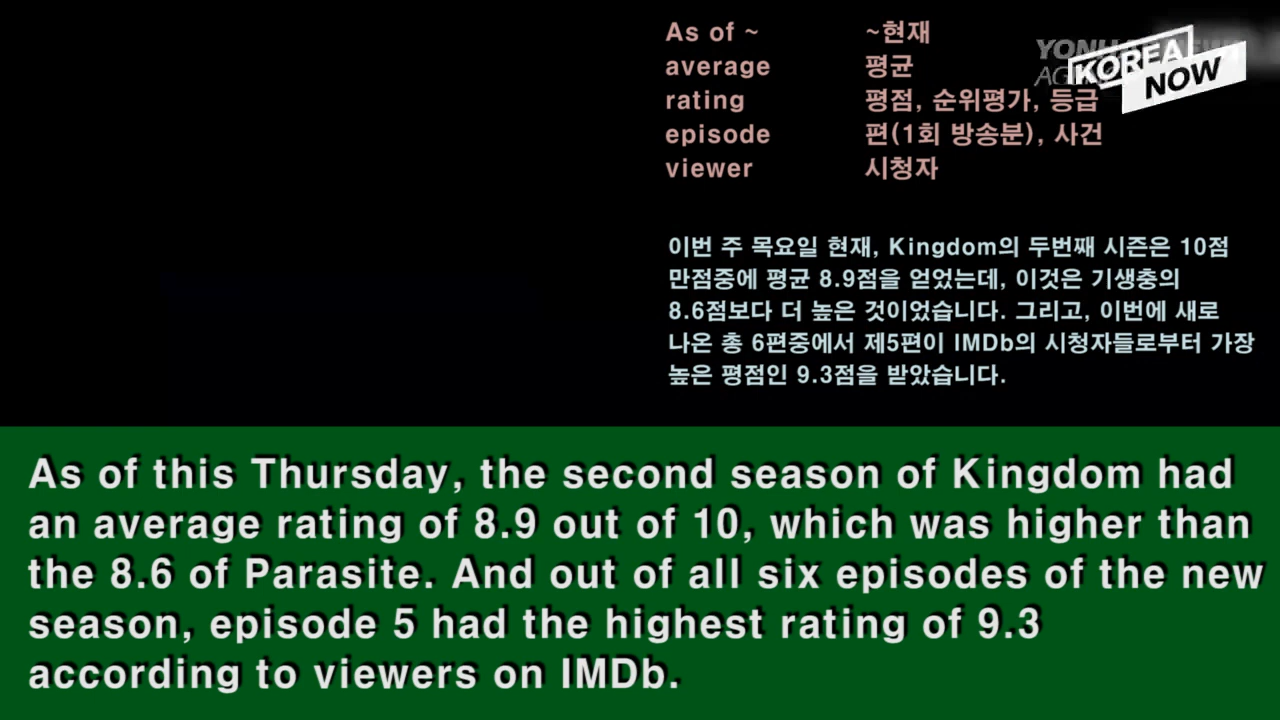 As of ~ ~현재
average 평균
rating 평점, 순위평가, 등급
episode 편(1회 방송분), 사건
viewer 시청자
KOREA
NOW
이번 주 목요일 현재, Kingdom의 두번째 시즌은 10점
만점중에 평균 8.9점을 얻었는데, 이것은 기생충의
8.6점보다 더 높은 것이었습니다. 그리고, 이번에 새로
나온 총 6편중에서 제5편이 IMDb의 시청자들로부터 가장
높은 평점인 9.3점을 받았습니다.
As of this Thursday, the second season of Kingdom had
an average rating of 8.9 out of 10, which was higher than
the 8.6 of Parasite. And out of all six episodes of the new
season, episode 5 had the highest rating of 9.3
according to viewers on IMDb.